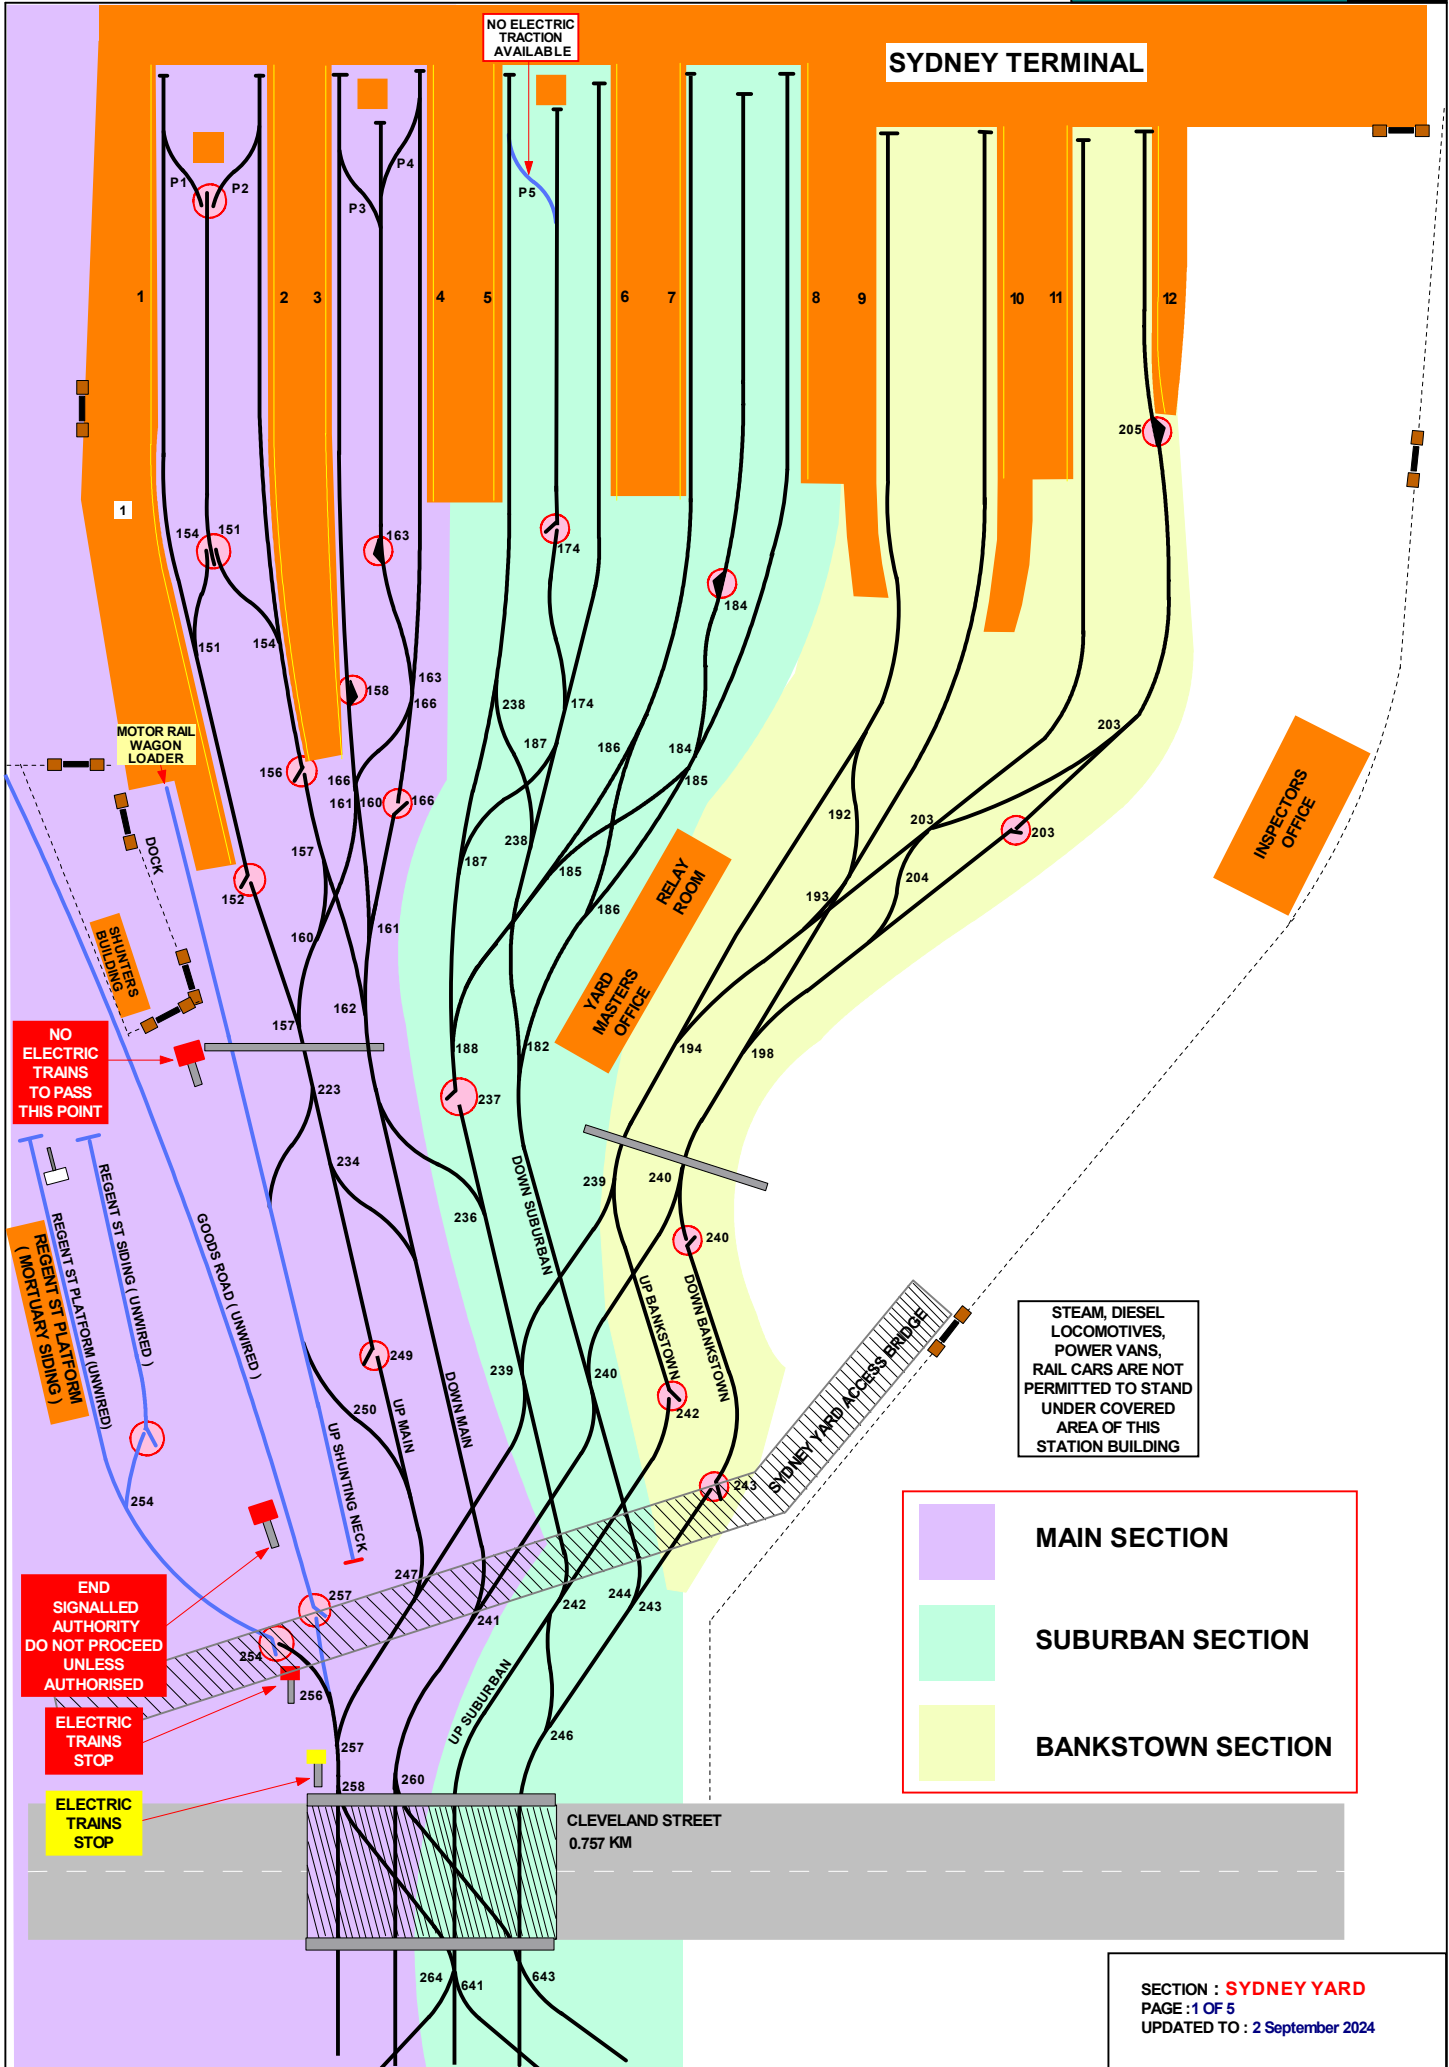 NO ELECTRIC
TRACTION
AVAILABLE
SYDNEY TERMINAL
P1
P2
P3
P4
P5
1
2
3
4
5
6
7
8
9
10
11
12
205
1
154
151
163
174
184
151
154
158
163
166
238
174
187
186
184
185
203
MOTOR RAIL
WAGON
LOADER
156
166
161
160
166
192
203
203
DOCK
157
187
238
185
204
INSPECTORS
OFFICE
152
193
186
RELAY
ROOM
160
161
SHUNTERS
BUILDING
YARD
MASTERS
OFFICE
162
157
188
182
194
198
NO
ELECTRIC
TRAINS
TO PASS
THIS POINT
223
237
234
236
239
240
240
REGENT ST PLATFORM
( MORTUARY SIDING )
REGENT ST PLATFORM (UNWIRED)
REGENT ST SIDING ( UNWIRED )
GOODS ROAD ( UNWIRED )
DOWN SUBURBAN
UP BANKSTOWN
DOWN BANKSTOWN
249
239
240
250
UP MAIN
DOWN MAIN
UP SHUNTING NECK
242
SYDNEY YARD ACCESS BRIDGE
STEAM, DIESEL
LOCOMOTIVES,
POWER VANS,
RAIL CARS ARE NOT
PERMITTED TO STAND
UNDER COVERED
AREA OF THIS
STATION BUILDING
254
243
MAIN SECTION
SUBURBAN SECTION
BANKSTOWN SECTION
END
SIGNALLED
AUTHORITY
DO NOT PROCEED
UNLESS
AUTHORISED
257
247
241
242
244
243
254
256
UP SUBURBAN
246
ELECTRIC
TRAINS
STOP
257
258
260
ELECTRIC
TRAINS
STOP
CLEVELAND STREET
0.757 KM
264
641
643
SECTION : SYDNEY YARD
PAGE :1 OF 5
UPDATED TO : 2 September 2024